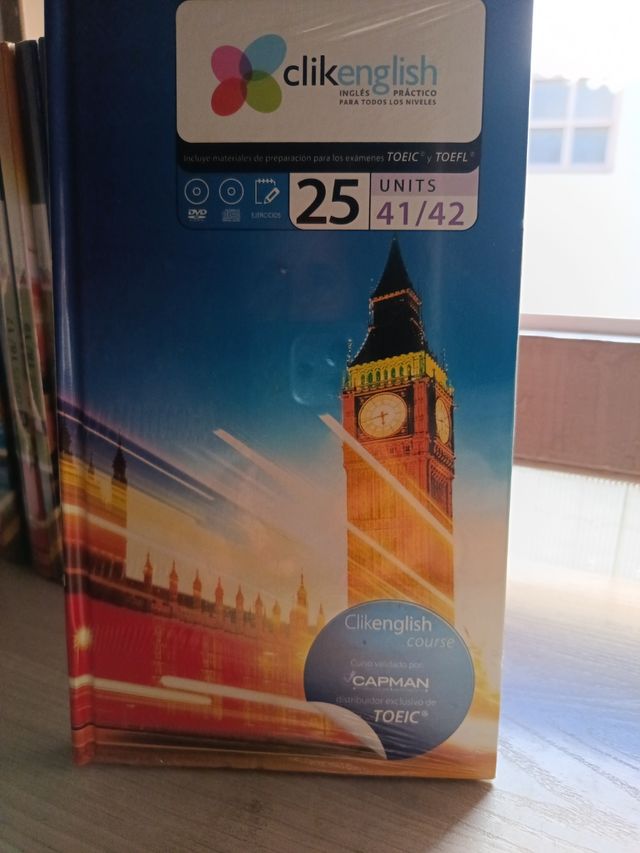 clikenglish
INGLÉS PRÁCTICO
PARA TODOS LOS NIVELES
Incluye materiales de preparación para los exámenes TOEIC® y TOEFL®
DVD
EJERCICIOS
25
UNITS
41/42
Clikenglish
course
Curso validado por:
CAPMAN
distribuidor exclusivo de
TOEIC®